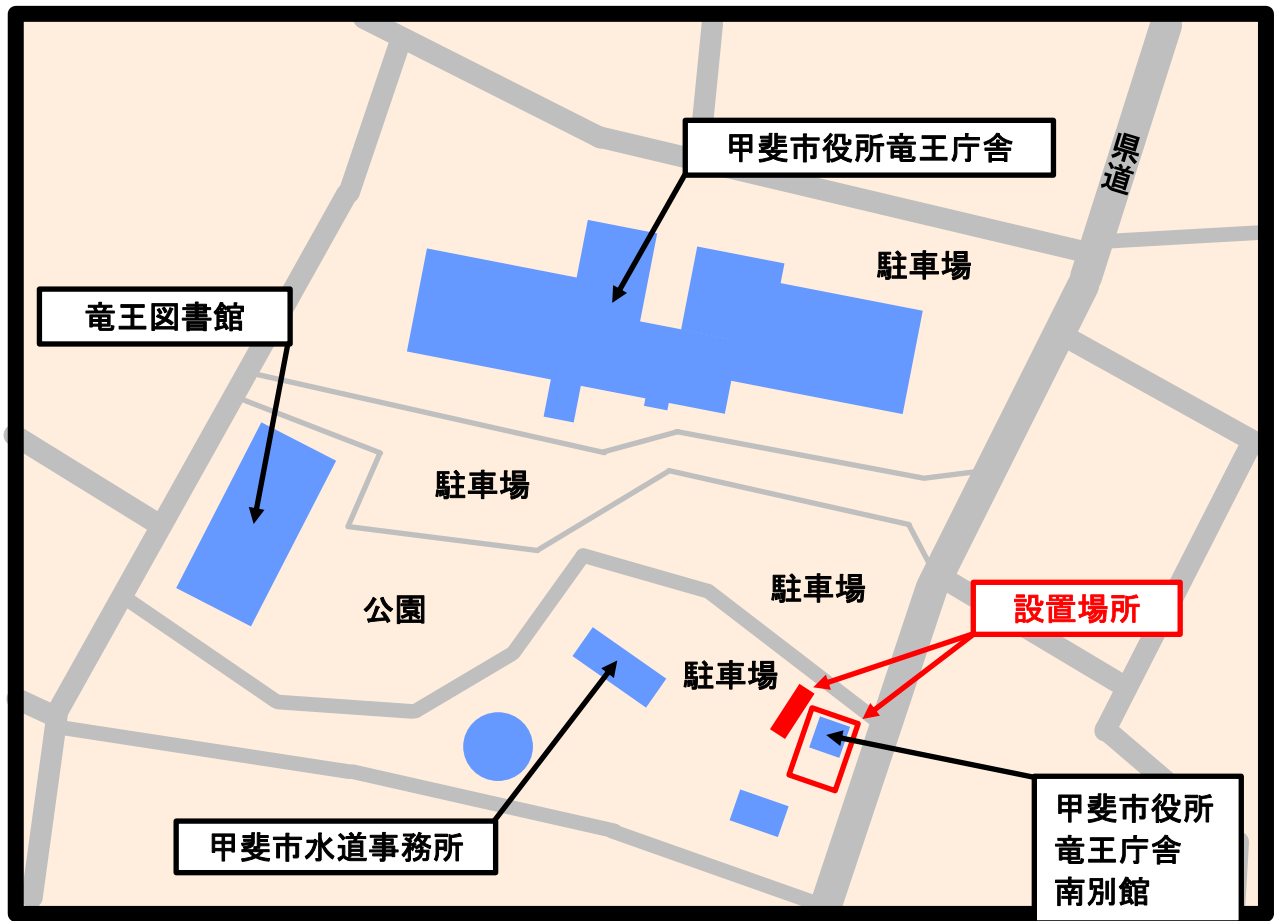 甲斐市役所竜王庁舎
県道
駐車場
竜王図書館
駐車場
駐車場
設置場所
公園
駐車場
甲斐市役所
竜王庁舎
南別館
甲斐市水道事務所